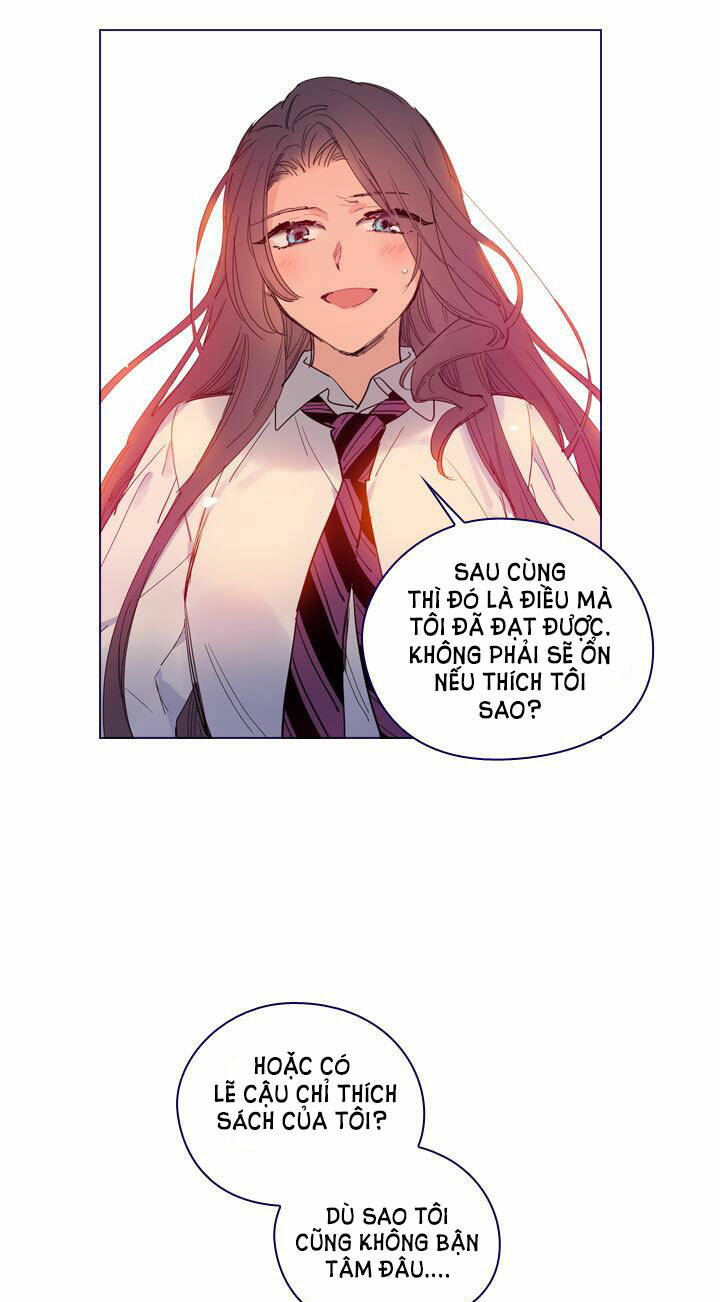 SAU CÙNG
THÌ ĐÓ LÀ ĐIỀU MÀ
TÔI ĐÃ ĐẠT ĐƯỢC.
KHÔNG PHẢI SẼ ỔN
NẾU THÍCH TÔI
SAO?
HOẶC CÓ
LẼ CẬU CHỈ THÍCH
SÁCH CỦA TÔI?
DÙ SAO TÔI
CŨNG KHÔNG BẬN
TÂM ĐÂU....